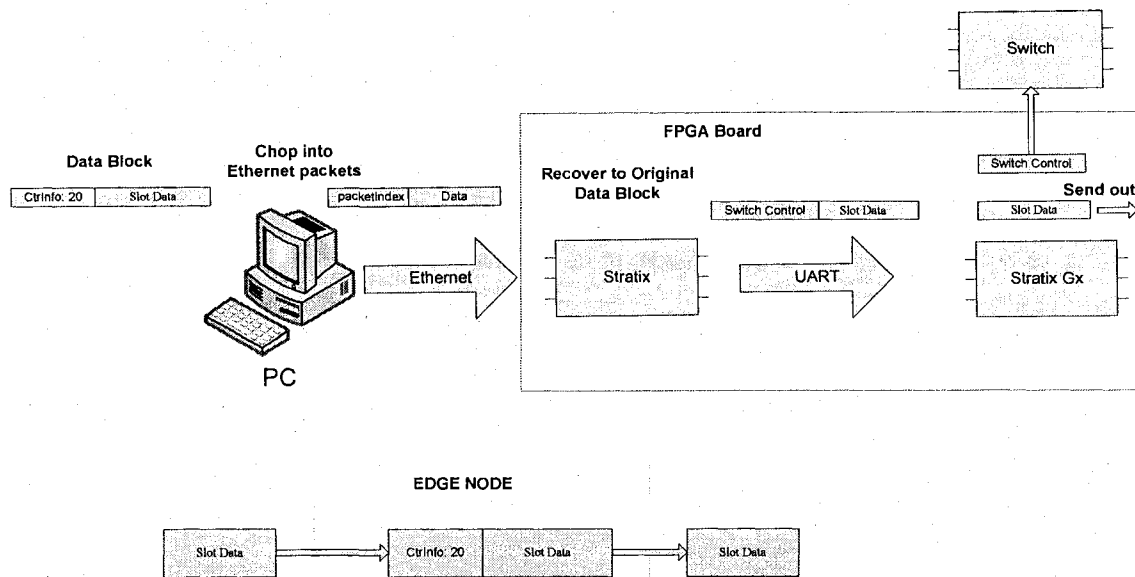 Switch
FPGA Board
Data Block
Chop into
Ethernet packets
Recover to Original
Data Block
Switch Control
Send out
CtrInfo: 20 Slot Data
packetindex Data
Switch Control Slot Data
Slot Data
Ethernet
Stratix
UART
Stratix Gx
PC
EDGE NODE
Slot Data
CtrInfo: 20 Slot Data
Slot Data